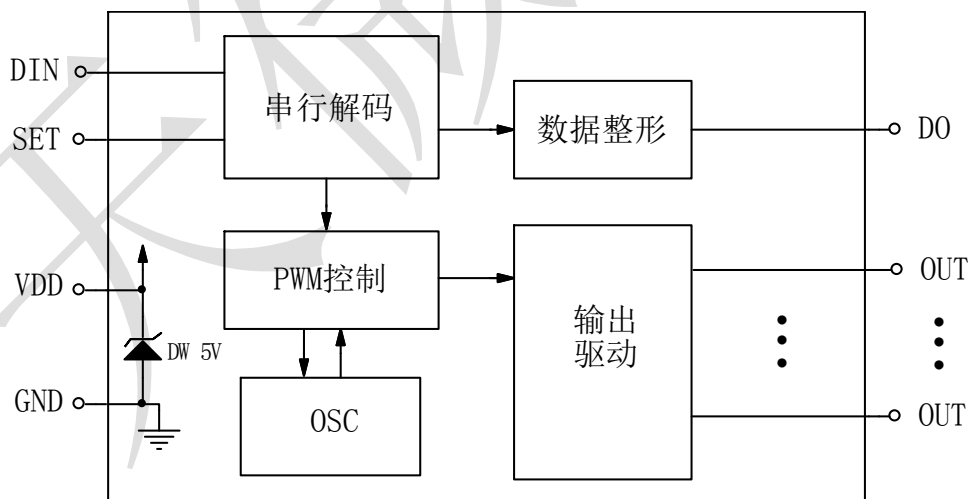 DIN
SET
串行解码
数据整形
DO
VDD
PWM控制
OUT
输出
驱动
DW 5V
GND
OSC
OUT